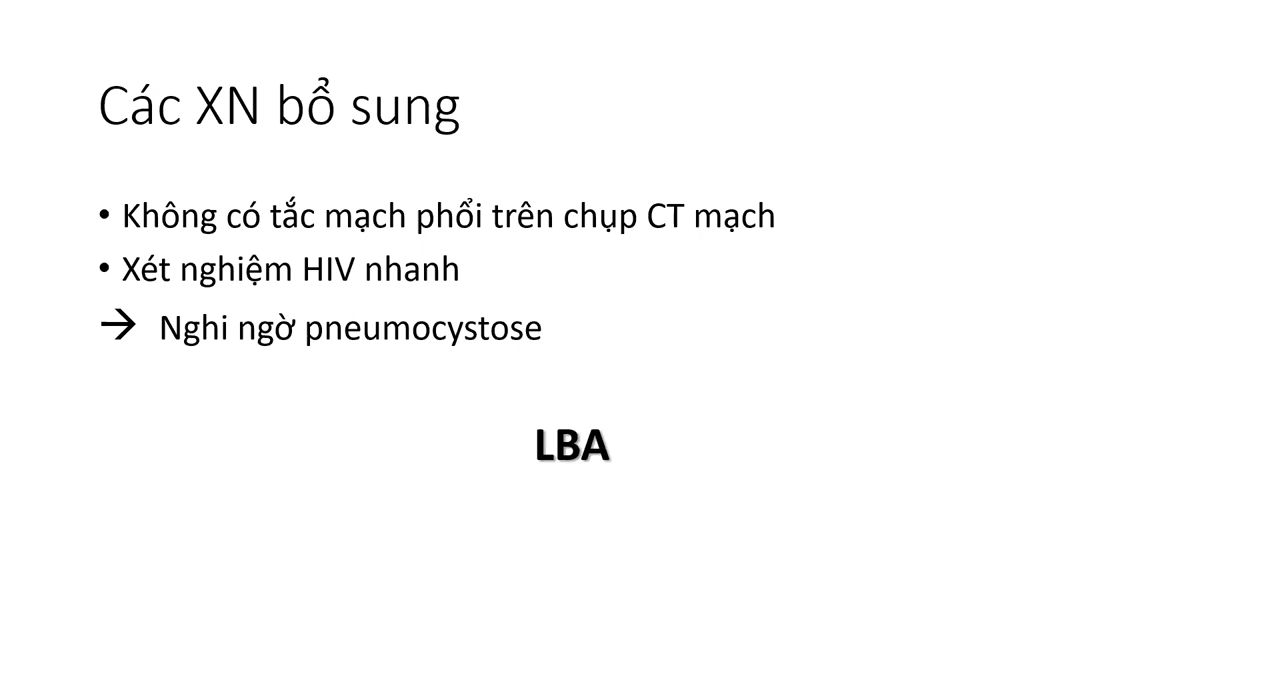 Các XN bổ sung
• Không có tắc mạch phổi trên chụp CT mạch
• Xét nghiệm HIV nhanh
→ Nghi ngờ pneumocystose
LBA